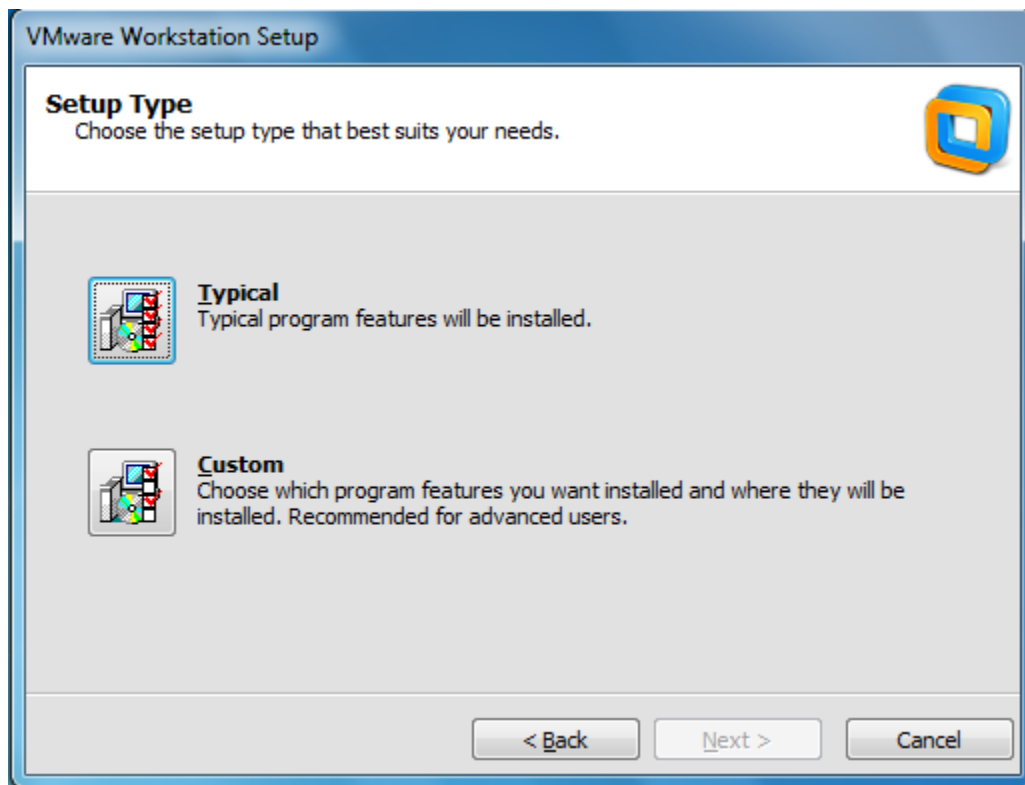 VMware Workstation Setup
Setup Type
Choose the setup type that best suits your needs.
Typical
Typical program features will be installed.
Custom
Choose which program features you want installed and where they will be
installed. Recommended for advanced users.
< Back
Next >
Cancel